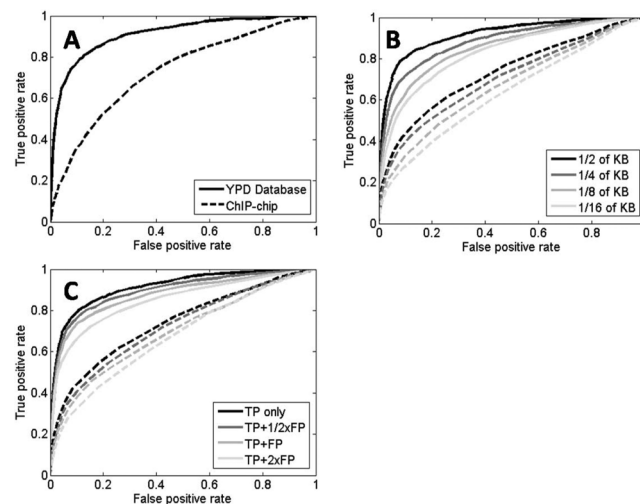 A
1
0.8
0.6
0.4
0.2
0
0 0.2 0.4 0.6 0.8 1
True positive rate
False positive rate
YPD Database
ChIP-chip
B
1
0.8
0.6
0.4
0.2
0
0 0.2 0.4 0.6 0.8
True positive rate
False positive rate
1/2 of KB
1/4 of KB
1/8 of KB
1/16 of KB
C
1
0.8
0.6
0.4
0.2
0
0 0.2 0.4 0.6 0.8 1
True positive rate
False positive rate
TP only
TP+1/2xFP
TP+FP
TP+2xFP